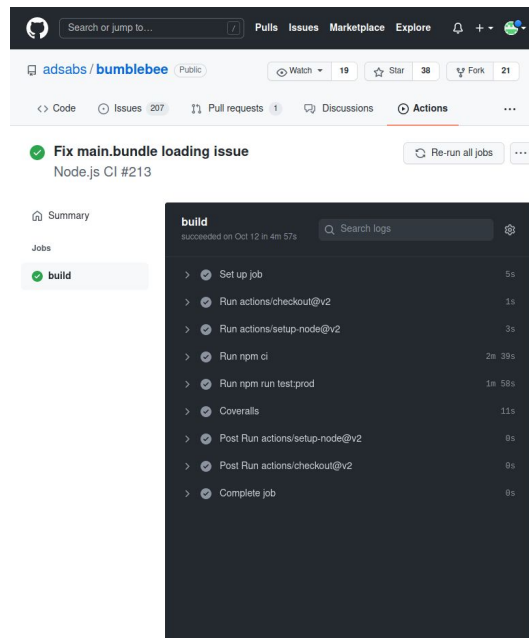 Search or jump to... /
Pulls Issues Marketplace Explore
adsabs / bumblebee Public
Watch 19 Star 38 Fork 21
Code Issues 207 Pull requests 1 Discussions Actions ...
Fix main.bundle loading issue
Node.js CI #213
Re-run all jobs ...
Summary
Jobs
build
build
succeeded on Oct 12 in 4m 57s
Search logs
Set up job 5s
Run actions/checkout@v2 1s
Run actions/setup-node@v2 3s
Run npm ci 2m 39s
Run npm run test:prod 1m 58s
Coveralls 11s
Post Run actions/setup-node@v2 0s
Post Run actions/checkout@v2 0s
Complete job 0s